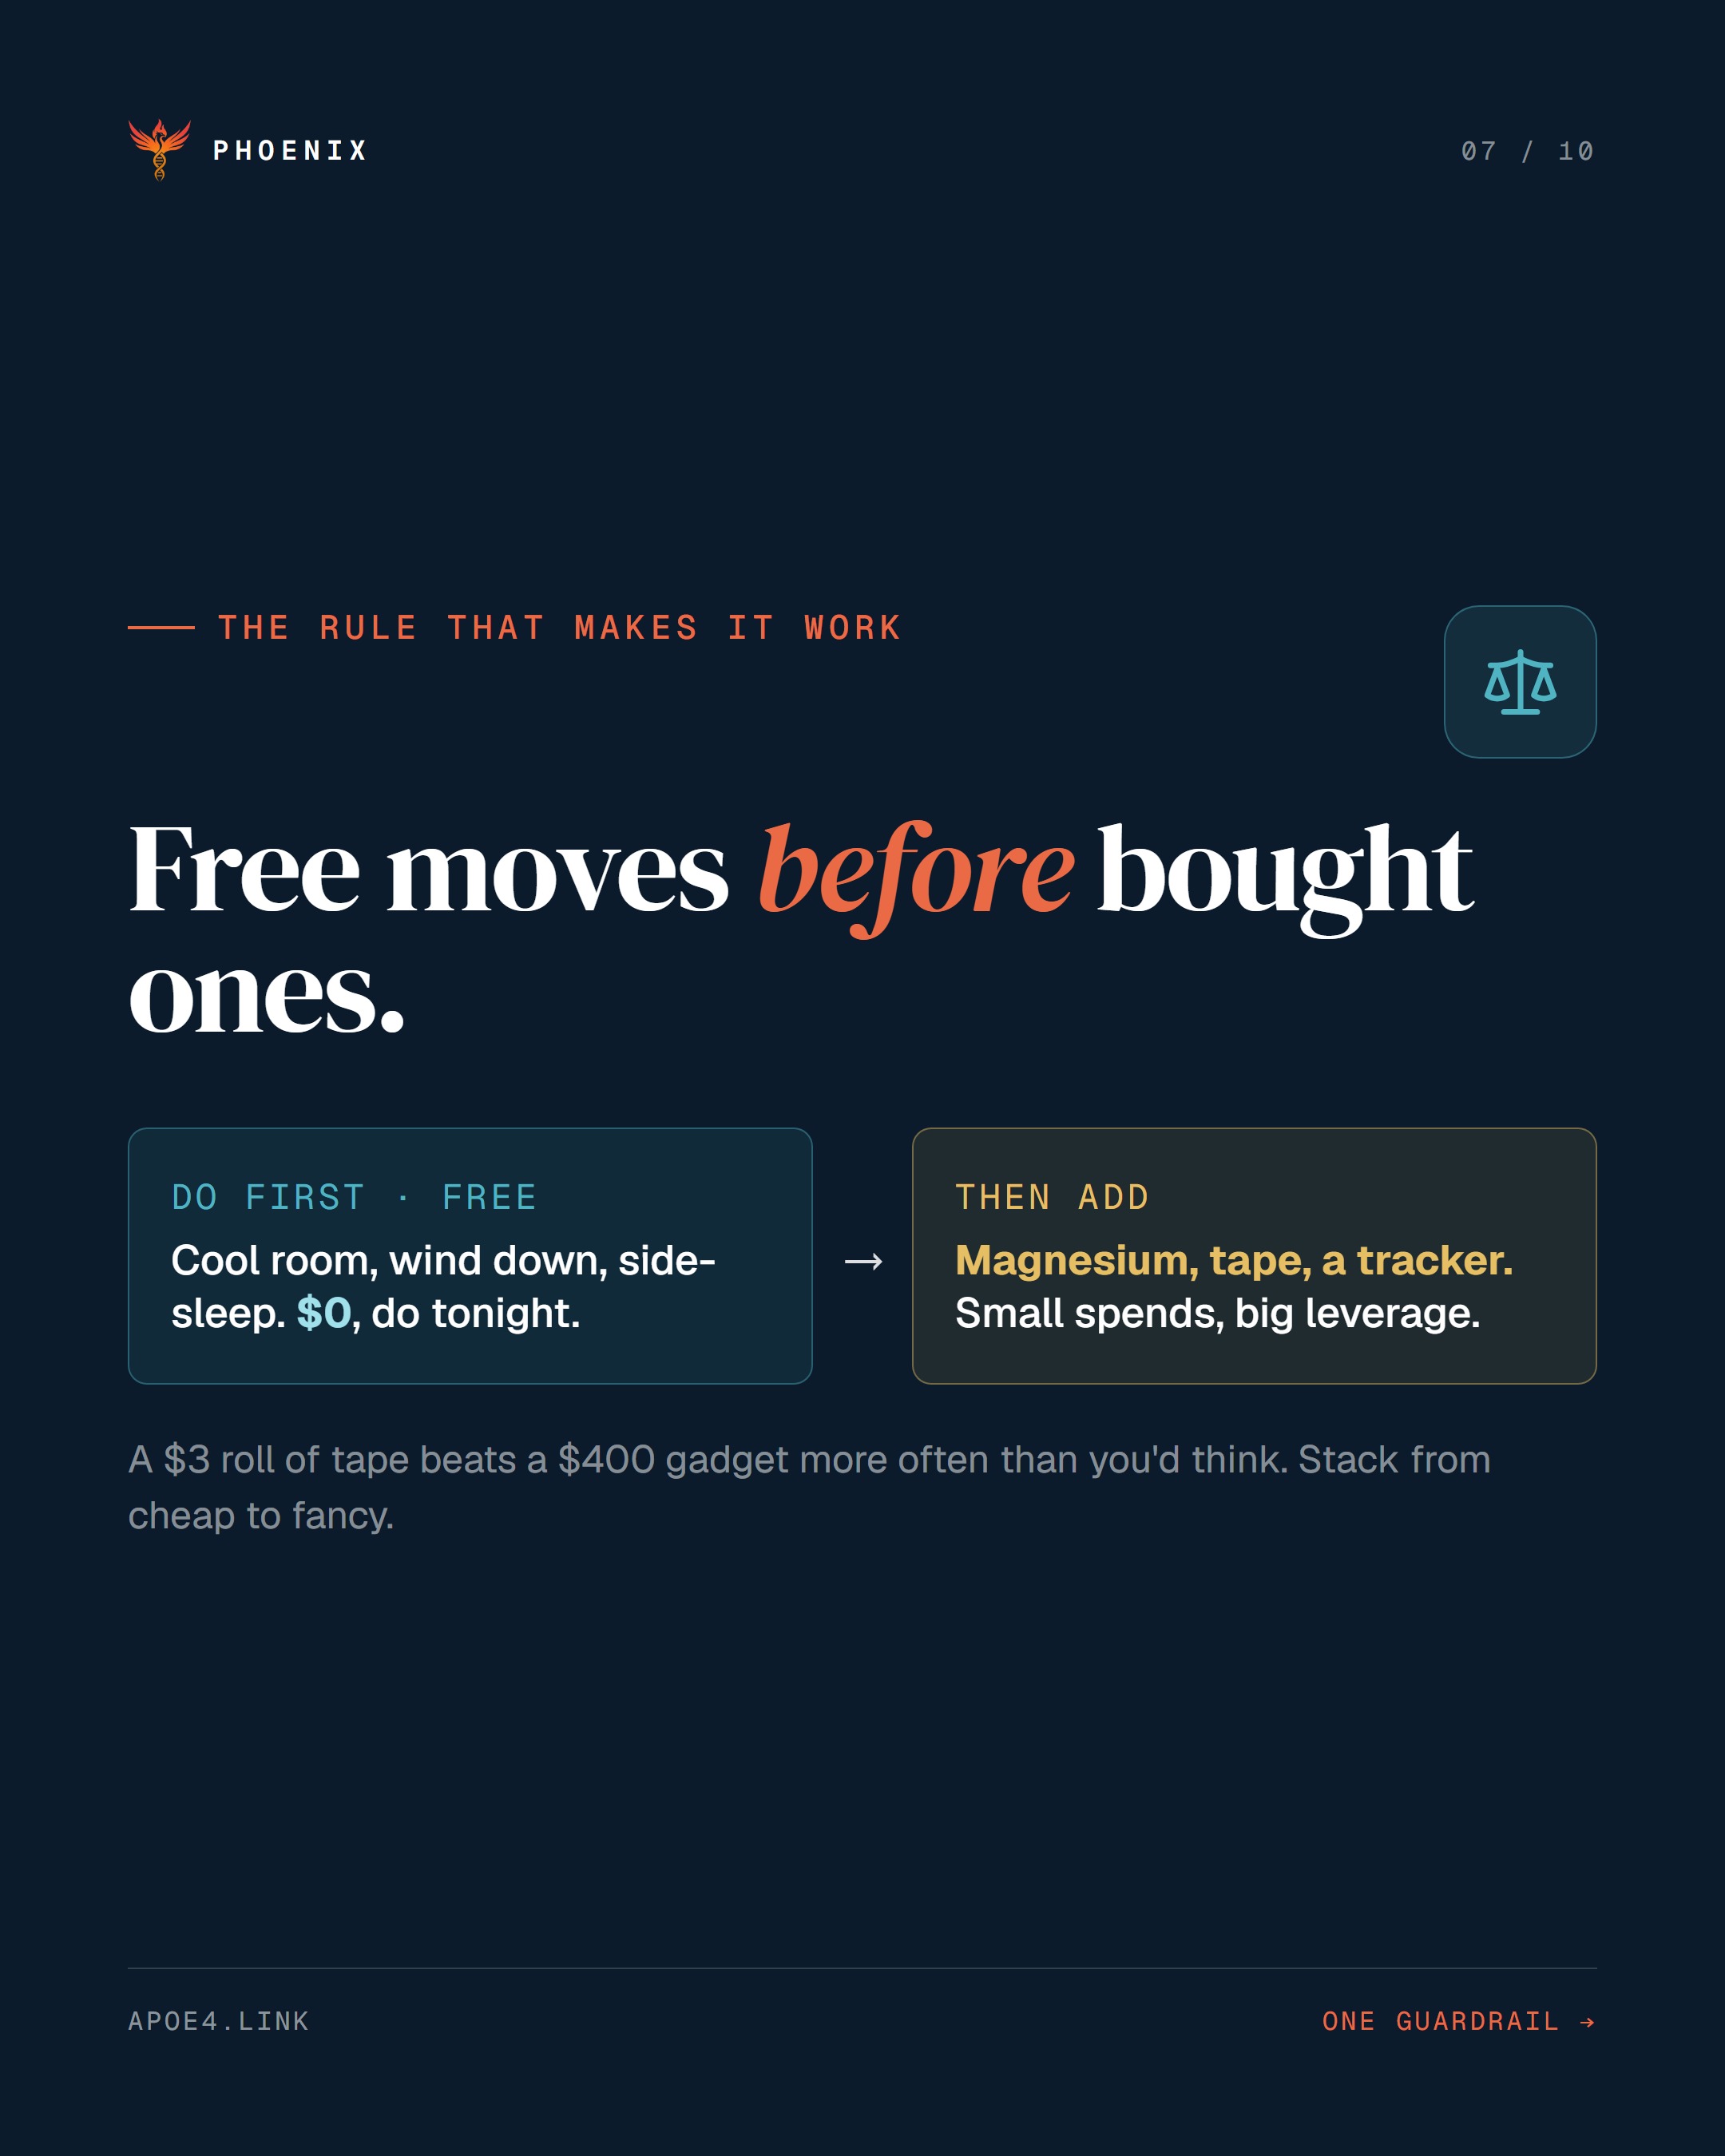 PHOENIX
07 / 10
THE RULE THAT MAKES IT WORK
Free moves before bought
ones.
DO FIRST · FREE
Cool room, wind down, side-
sleep. $0, do tonight.
→
THEN ADD
Magnesium, tape, a tracker.
Small spends, big leverage.
A $3 roll of tape beats a $400 gadget more often than you'd think. Stack from
cheap to fancy.
APOE4.LINK
ONE GUARDRAIL →